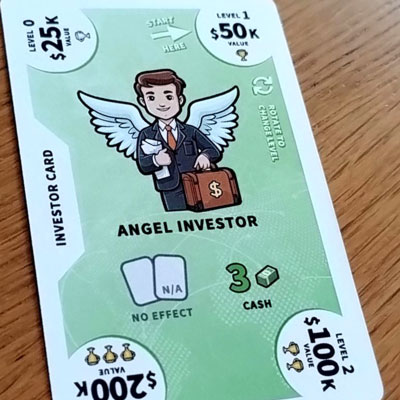 LEVEL 0
$25K
VALUE
START
HERE
LEVEL 1
$50K
VALUE
ROTATE TO
CHANGE LEVEL
INVESTOR CARD
$
ANGEL INVESTOR
N/A
NO EFFECT
3
CASH
LEVEL 2
$100K
VALUE
$200K
VALUE